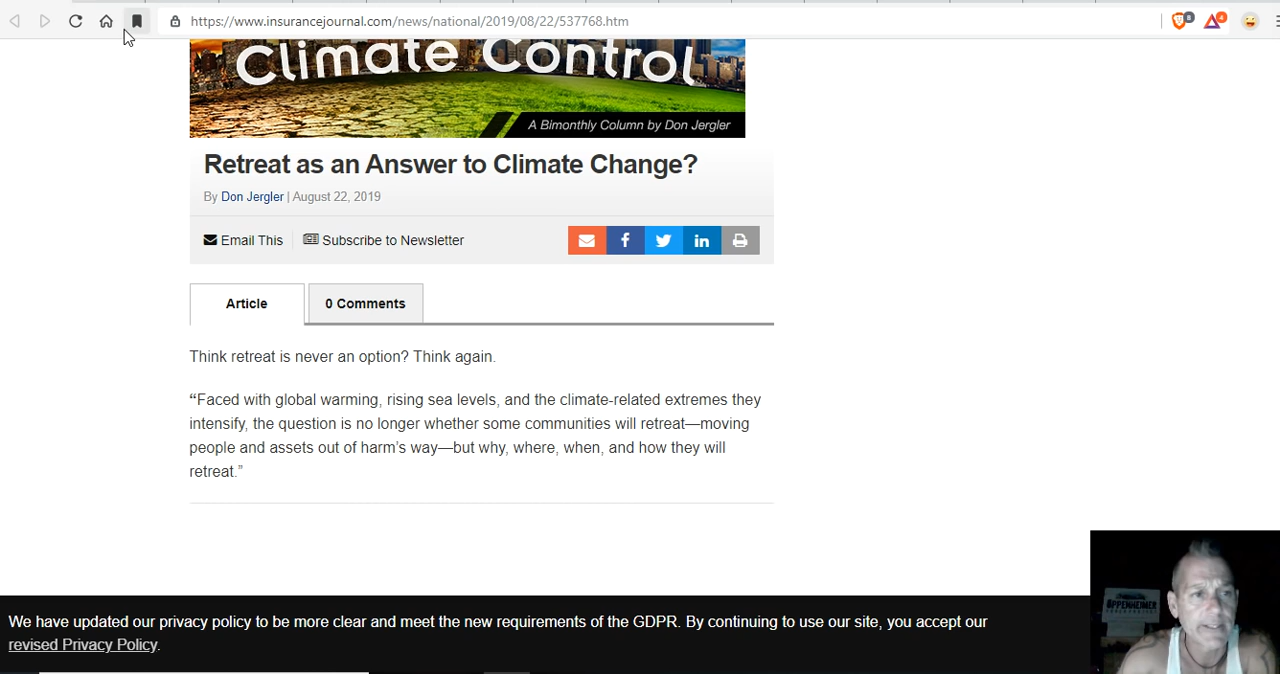 https://www.insurancejournal.com/news/national/2019/08/22/537768.htm
8
4
Climate Control
A Bimonthly Column by Don Jergler
Retreat as an Answer to Climate Change?
By Don Jergler | August 22, 2019
Email This
Subscribe to Newsletter
f
in
Article
0 Comments
Think retreat is never an option? Think again.
“Faced with global warming, rising sea levels, and the climate-related extremes they
intensify, the question is no longer whether some communities will retreat—moving
people and assets out of harm’s way—but why, where, when, and how they will
retreat.”
We have updated our privacy policy to be more clear and meet the new requirements of the GDPR. By continuing to use our site, you accept our
revised Privacy Policy.
OPPENHEIMER